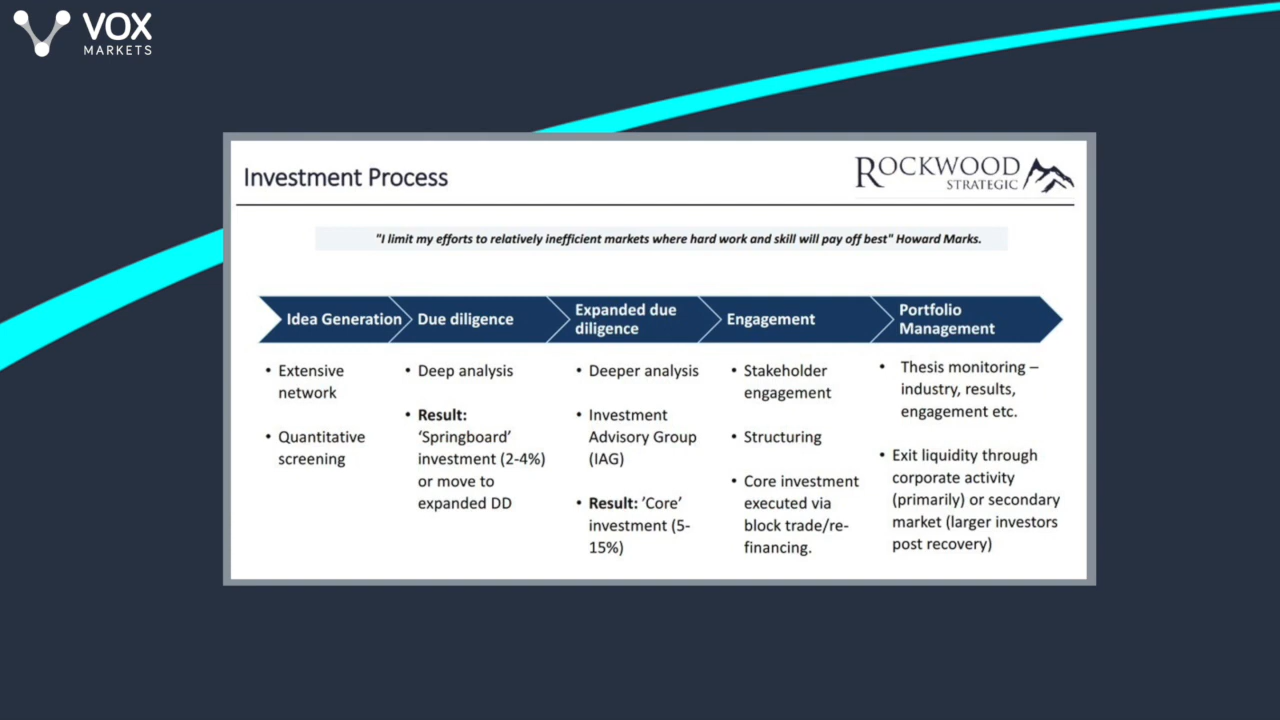 VOX
MARKETS
Investment Process
ROCKWOOD
STRATEGIC
"I limit my efforts to relatively inefficient markets where hard work and skill will pay off best" Howard Marks.
Idea Generation
• Extensive
network
• Quantitative
screening
Due diligence
• Deep analysis
• Result:
‘Springboard’
investment (2-4%)
or move to
expanded DD
Expanded due
diligence
• Deeper analysis
• Investment
Advisory Group
(IAG)
• Result: ‘Core’
investment (5-
15%)
Engagement
• Stakeholder
engagement
• Structuring
• Core investment
executed via
block trade/re-
financing.
Portfolio
Management
• Thesis monitoring –
industry, results,
engagement etc.
• Exit liquidity through
corporate activity
(primarily) or secondary
market (larger investors
post recovery)